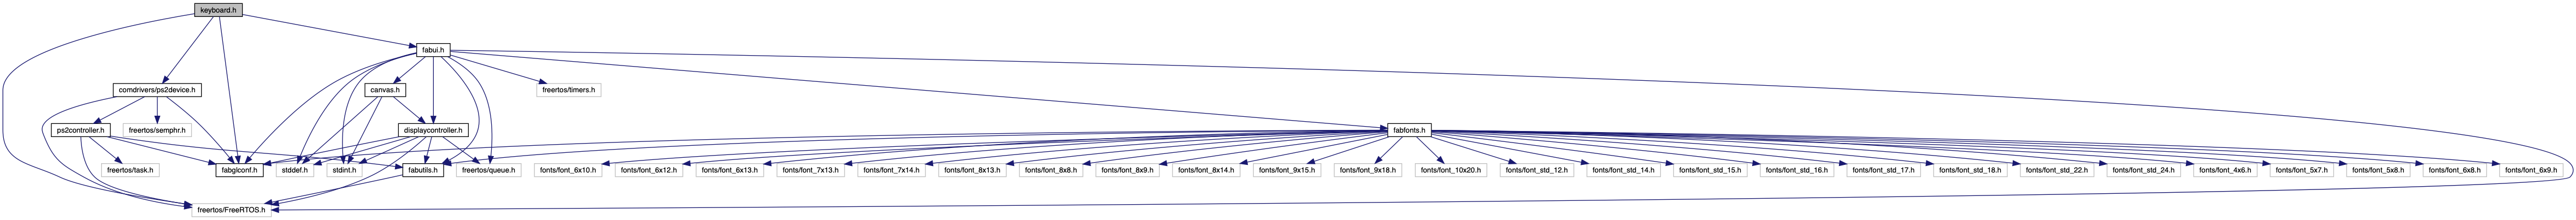 keyboard.h
fabui.h
comdrivers/ps2device.h
canvas.h
freertos/timers.h
ps2controller.h
freertos/semphr.h
displaycontroller.h
fabfonts.h
freertos/task.h
fabglconf.h
stddef.h
stdint.h
fabutils.h
freertos/queue.h
fonts/font_6x10.h
fonts/font_6x12.h
fonts/font_6x13.h
fonts/font_7x13.h
fonts/font_7x14.h
fonts/font_8x13.h
fonts/font_8x8.h
fonts/font_8x9.h
fonts/font_8x14.h
fonts/font_9x15.h
fonts/font_9x18.h
fonts/font_10x20.h
fonts/font_std_12.h
fonts/font_std_14.h
fonts/font_std_15.h
fonts/font_std_16.h
fonts/font_std_17.h
fonts/font_std_18.h
fonts/font_std_22.h
fonts/font_std_24.h
fonts/font_4x6.h
fonts/font_5x7.h
fonts/font_5x8.h
fonts/font_6x8.h
fonts/font_6x9.h
freertos/FreeRTOS.h